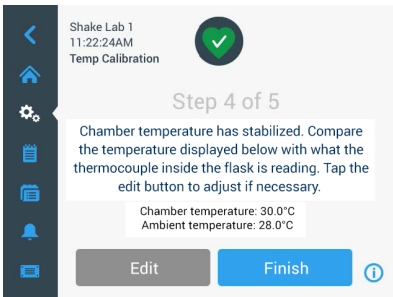 Shake Lab 1
11:22:24AM
Temp Calibration
Step 4 of 5
Chamber temperature has stabilized. Compare
the temperature displayed below with what the
thermocouple inside the flask is reading. Tap the
edit button to adjust if necessary.
Chamber temperature: 30.0°C
Ambient temperature: 28.0°C
Edit
Finish